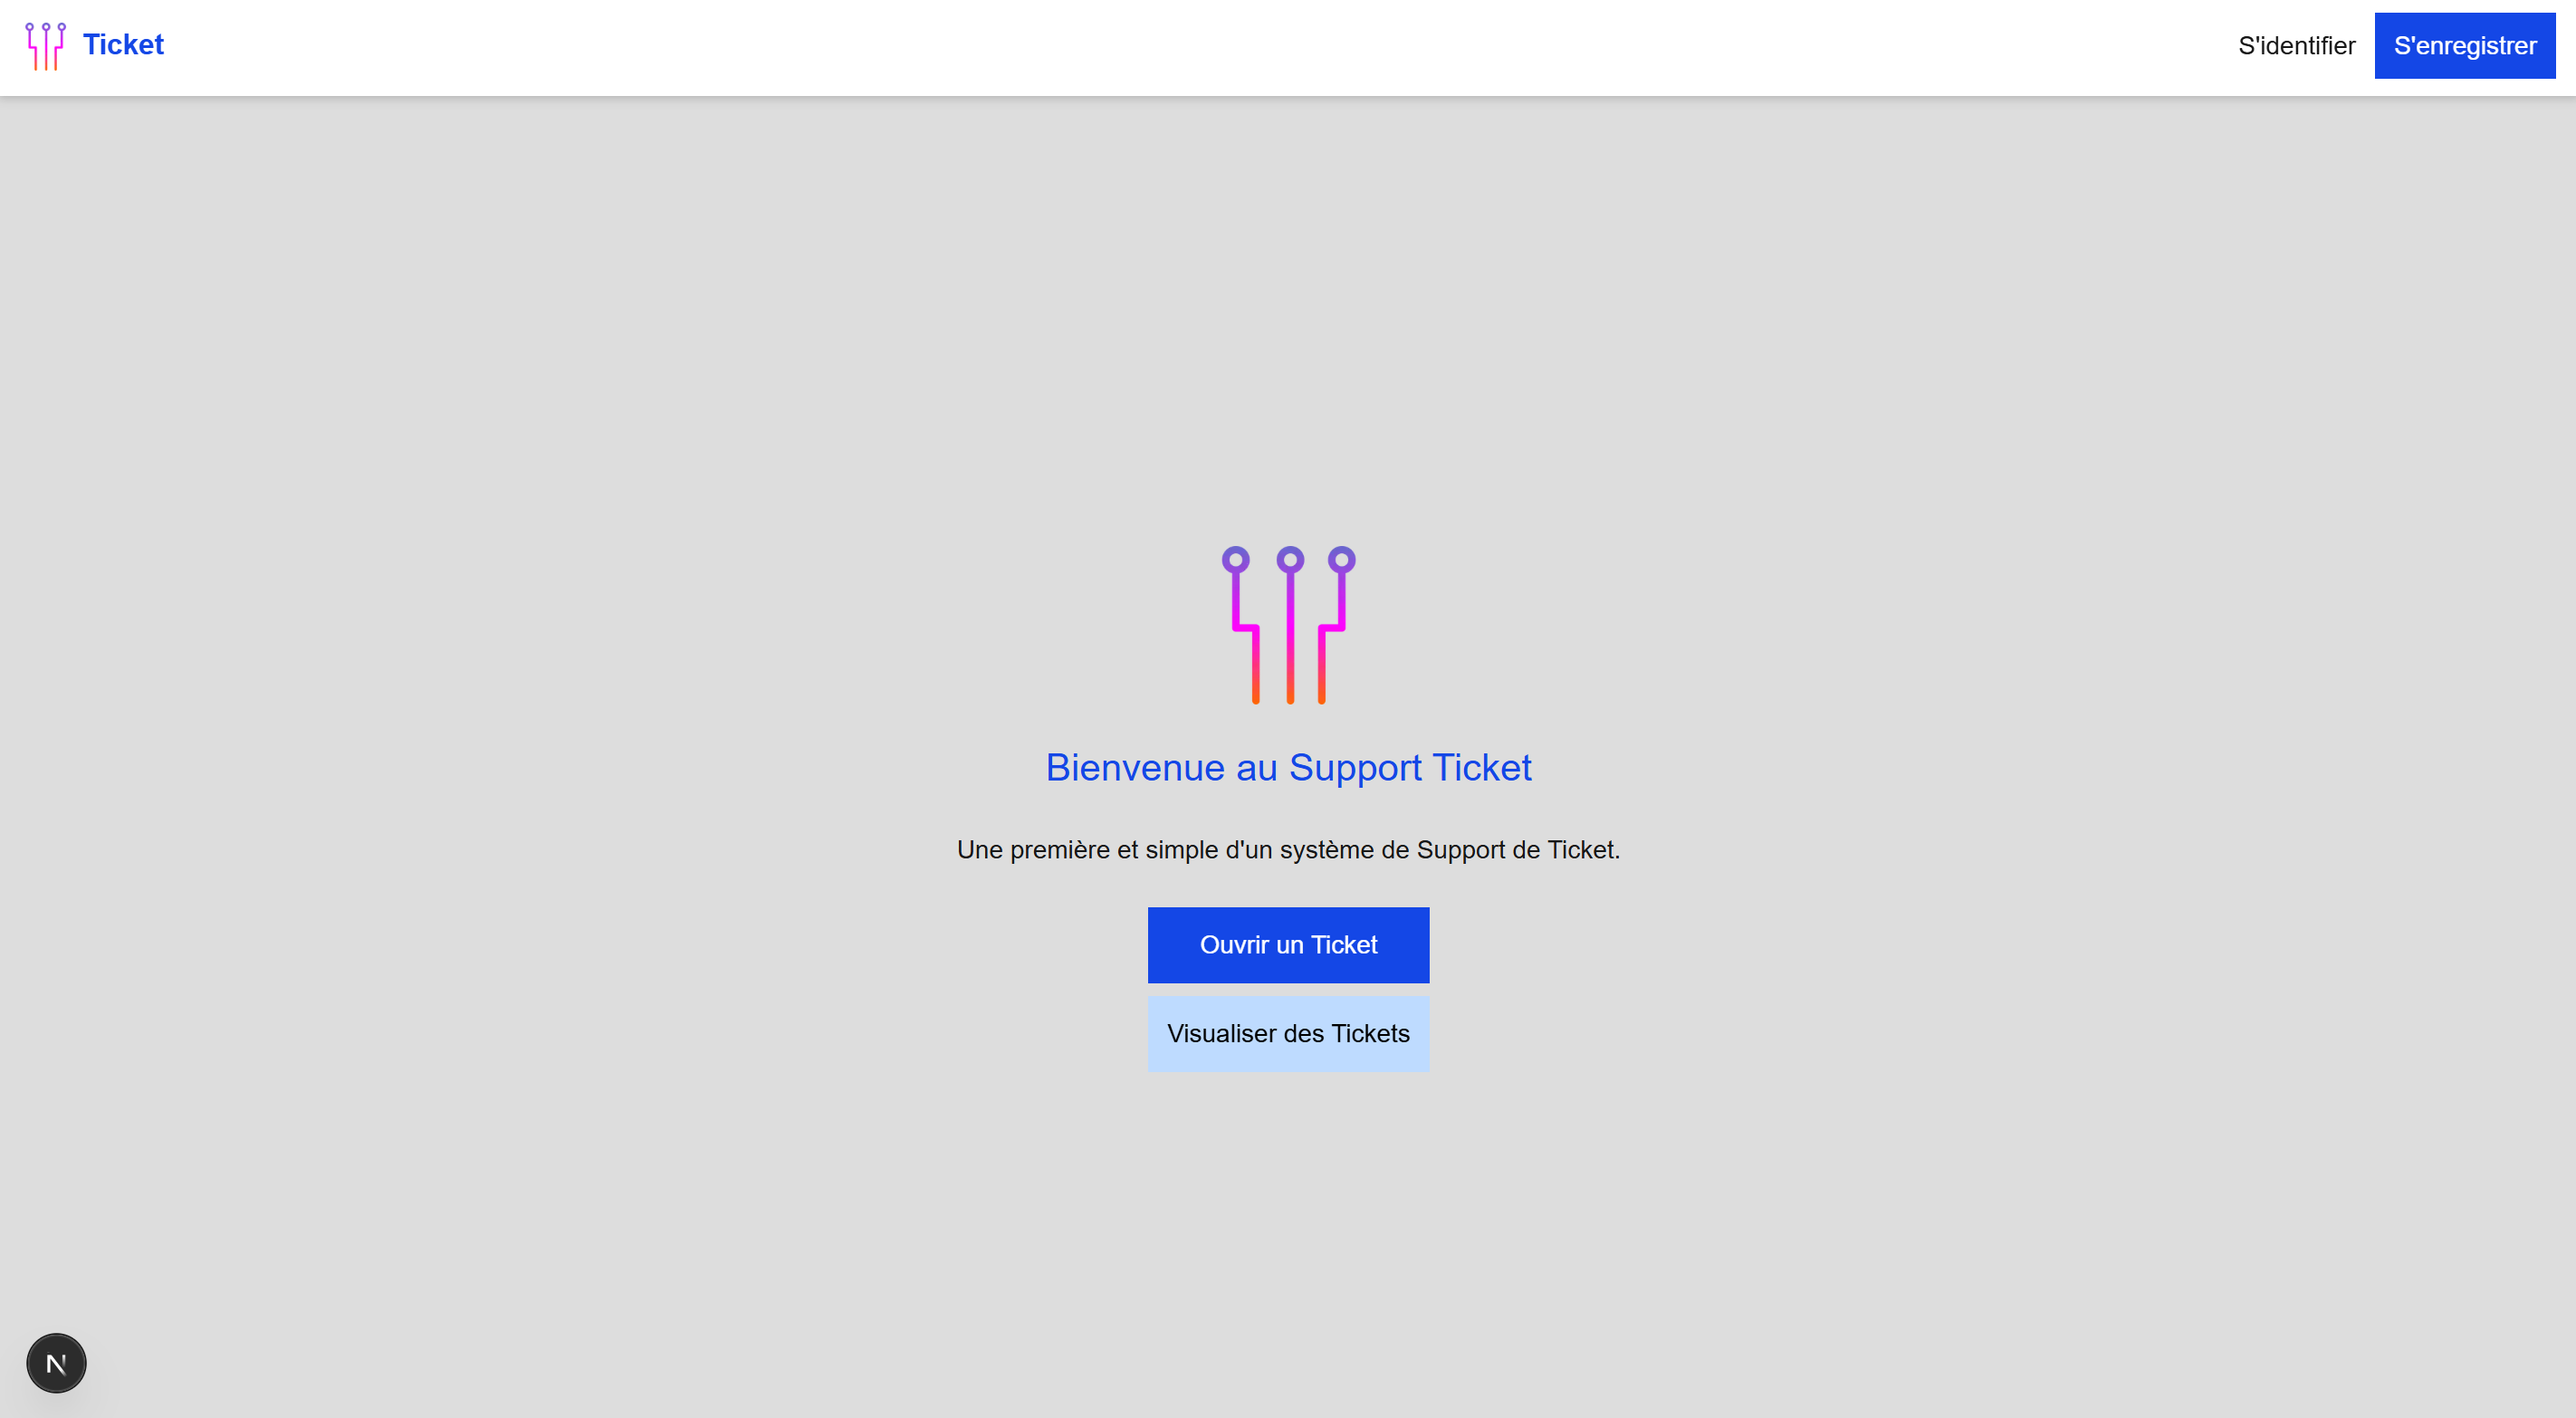 Ticket
S'identifier
S'enregistrer
Bienvenue au Support Ticket
Une première et simple d'un système de Support de Ticket.
Ouvrir un Ticket
Visualiser des Tickets
N